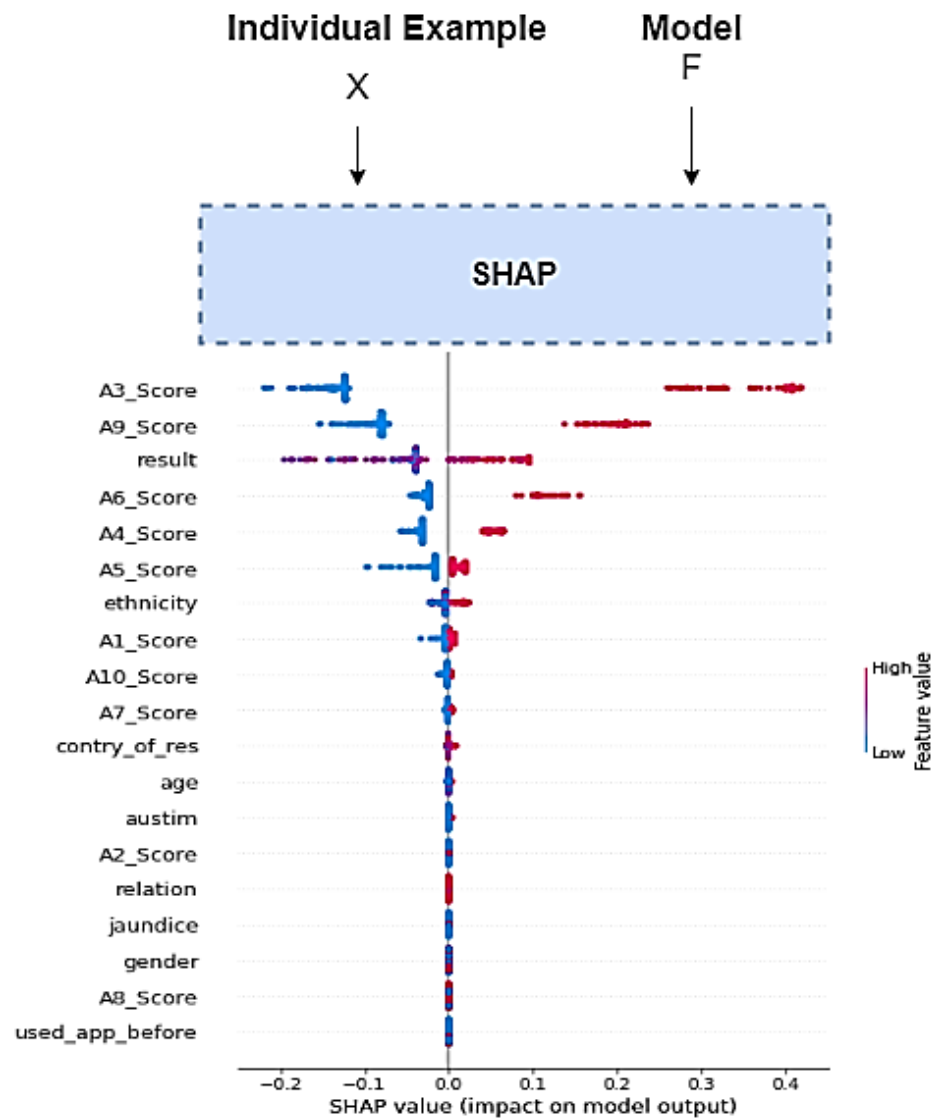 Individual Example Model
X F
SHAP
A3_Score
A9_Score
result
A6_Score
A4_Score
A5_Score
ethnicity
A1_Score
A10_Score
A7_Score
contry_of_res
age
austim
A2_Score
relation
jaundice
gender
A8_Score
used_app_before
High
Low
Feature value
−0.2 −0.1 0.0 0.1 0.2 0.3 0.4
SHAP value (impact on model output)